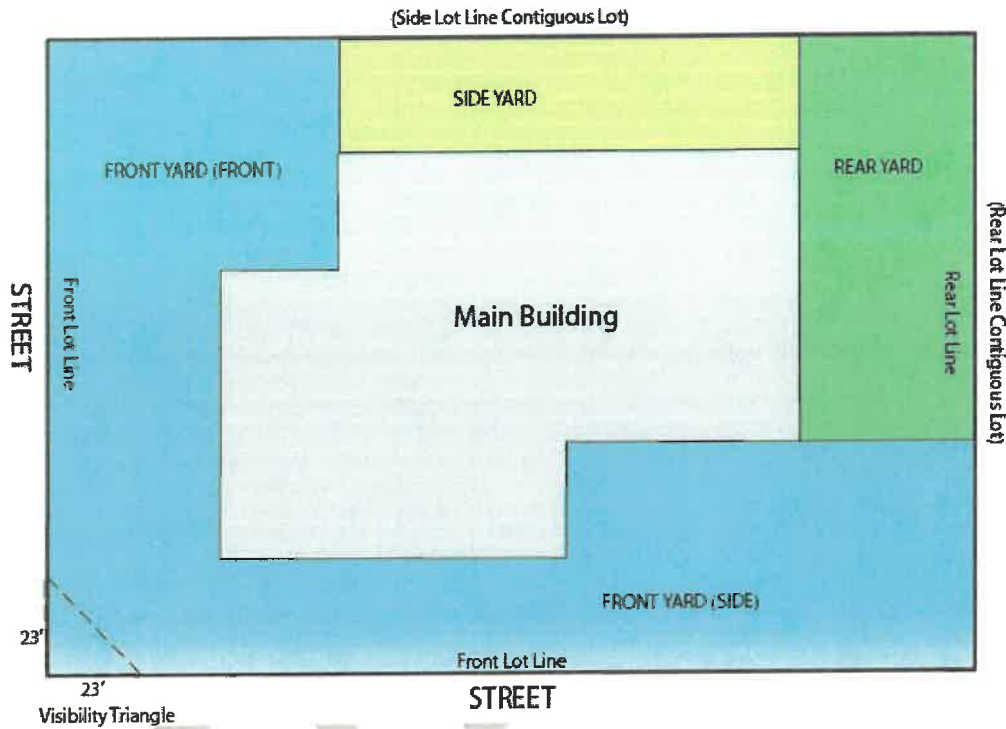 (Side Lot Line Contiguous Lot)
SIDE YARD
FRONT YARD (FRONT)
REAR YARD
STREET
Front Lot Line
Main Building
Rear Lot Line
(Rear Lot Line Contiguous Lot)
FRONT YARD (SIDE)
23'
Front Lot Line
23'
STREET
Visibility Triangle